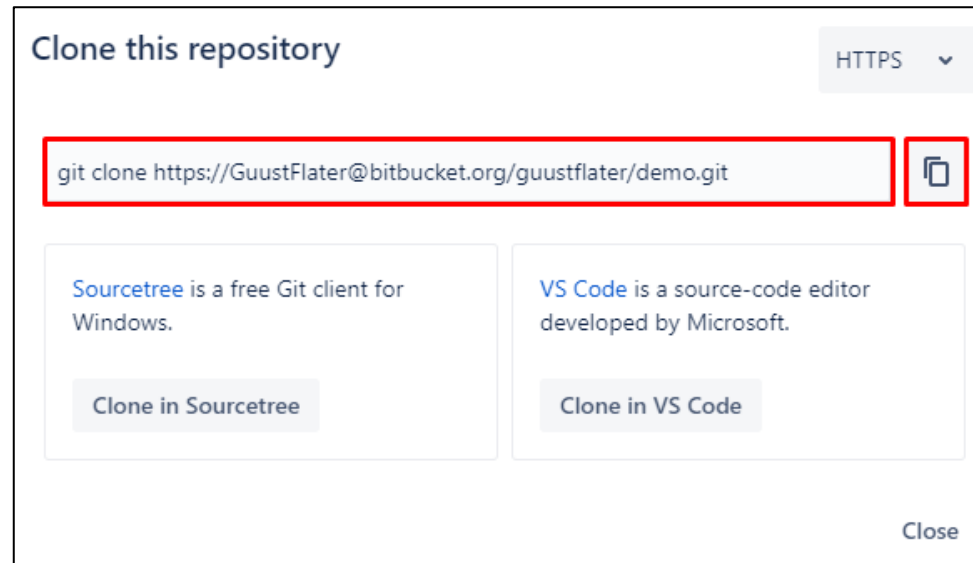 Clone this repository
HTTPS
git clone https://GuustFlater@bitbucket.org/guustflater/demo.git
Sourcetree is a free Git client for
Windows.
Clone in Sourcetree
VS Code is a source-code editor
developed by Microsoft.
Clone in VS Code
Close